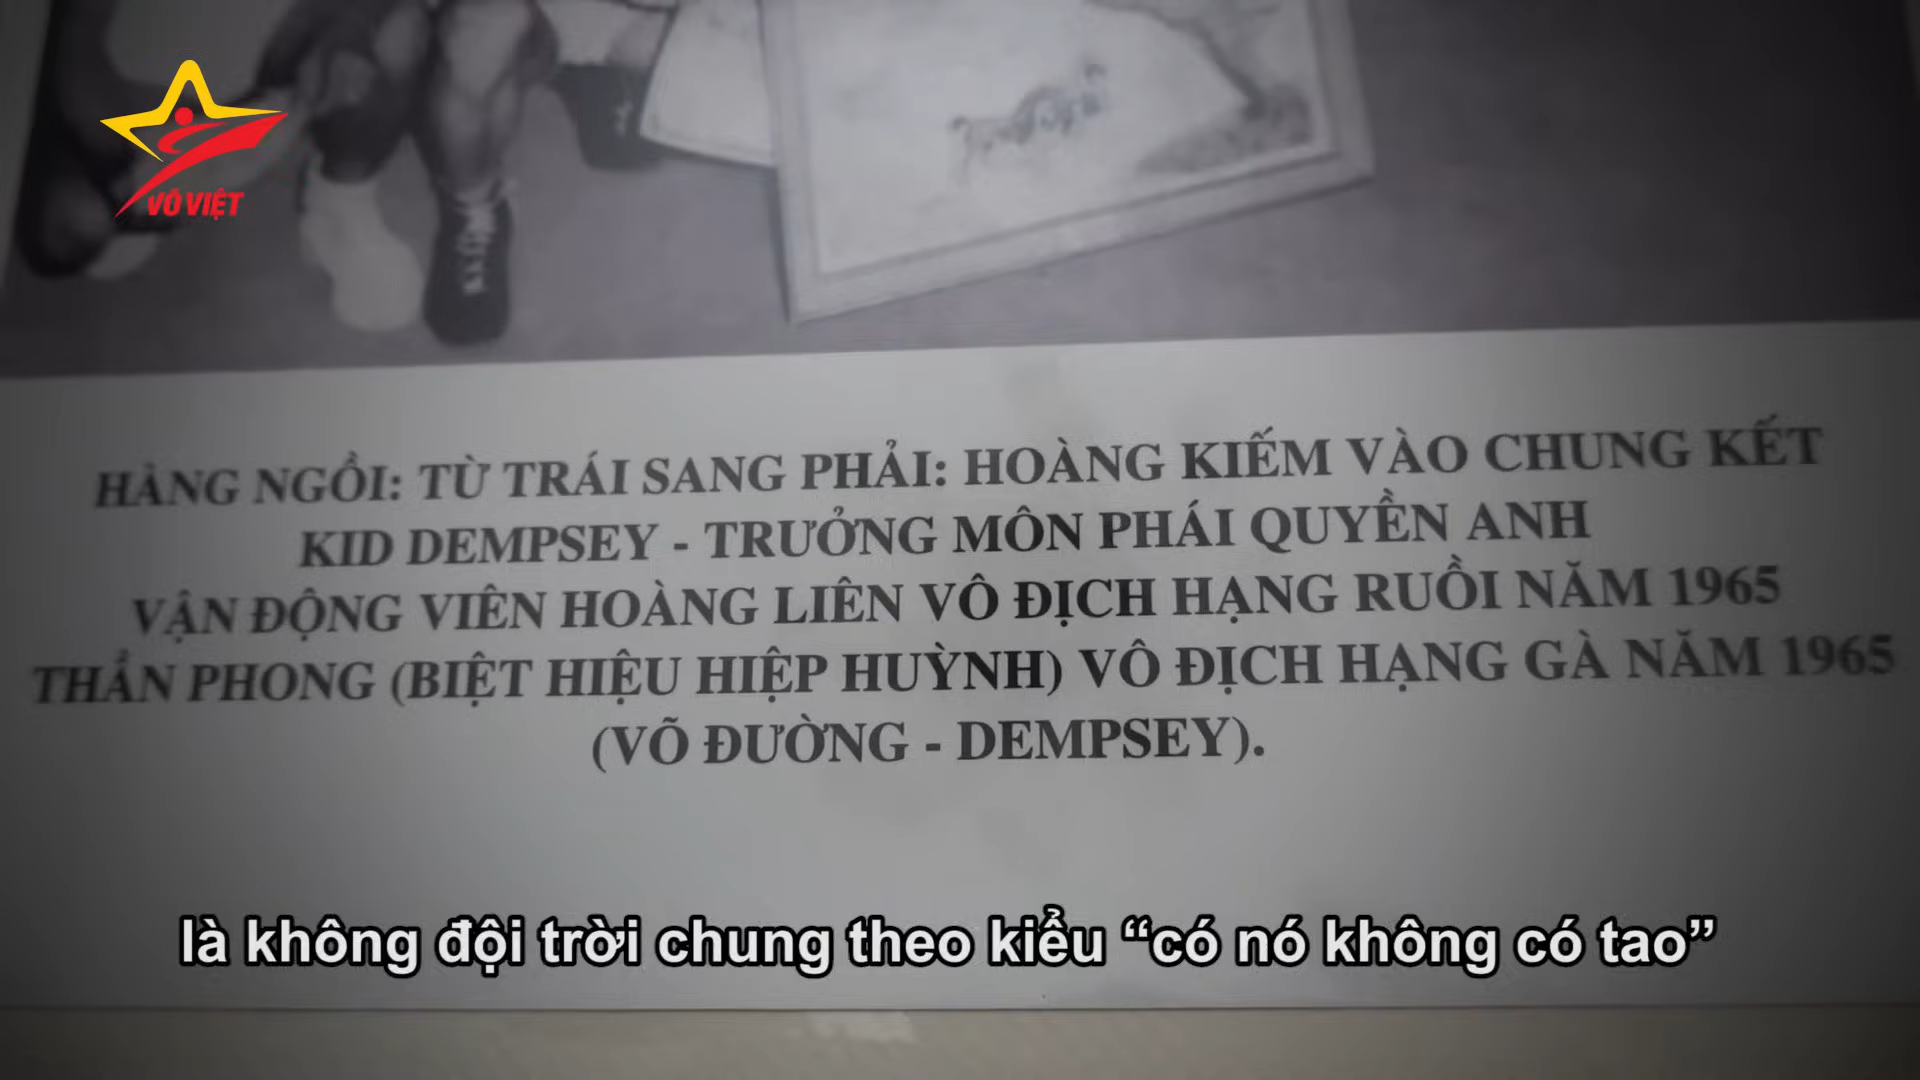 VÕ VIỆT
HÀNG NGỒI: TỪ TRÁI SANG PHẢI: HOÀNG KIẾM VÀO CHUNG KẾT
KID DEMPSEY - TRƯỞNG MÔN PHÁI QUYỀN ANH
VẬN ĐỘNG VIÊN HOÀNG LIÊN VÔ ĐỊCH HẠNG RUỒI NĂM 1965
THẦN PHONG (BIỆT HIỆU HIỆP HUỲNH) VÔ ĐỊCH HẠNG GÀ NĂM 1965
(VÕ ĐƯỜNG - DEMPSEY).
là không đội trời chung theo kiểu “có nó không có tao”